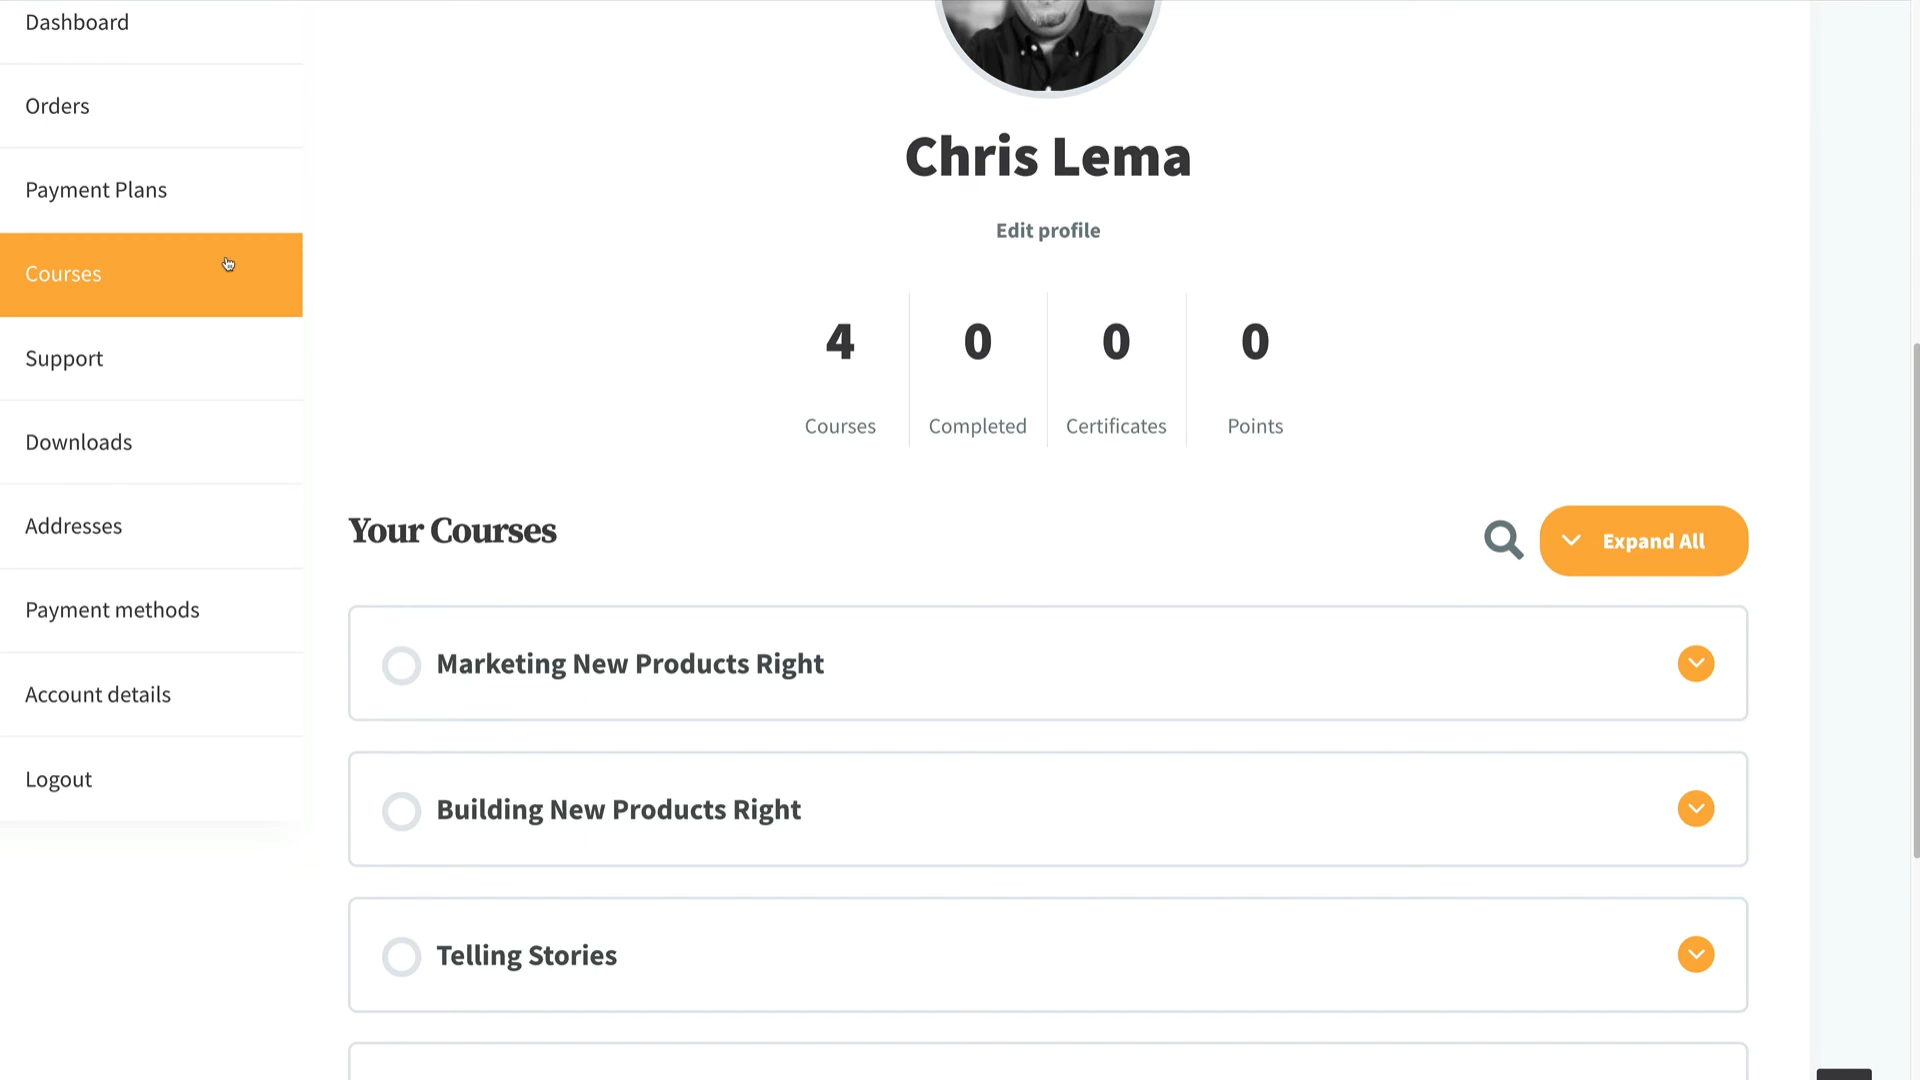 Dashboard
Orders
Payment Plans
Courses
Support
Downloads
Addresses
Payment methods
Account details
Logout
Chris Lema
Edit profile
4
Courses
0
Completed
0
Certificates
0
Points
Your Courses
Expand All
Marketing New Products Right
Building New Products Right
Telling Stories